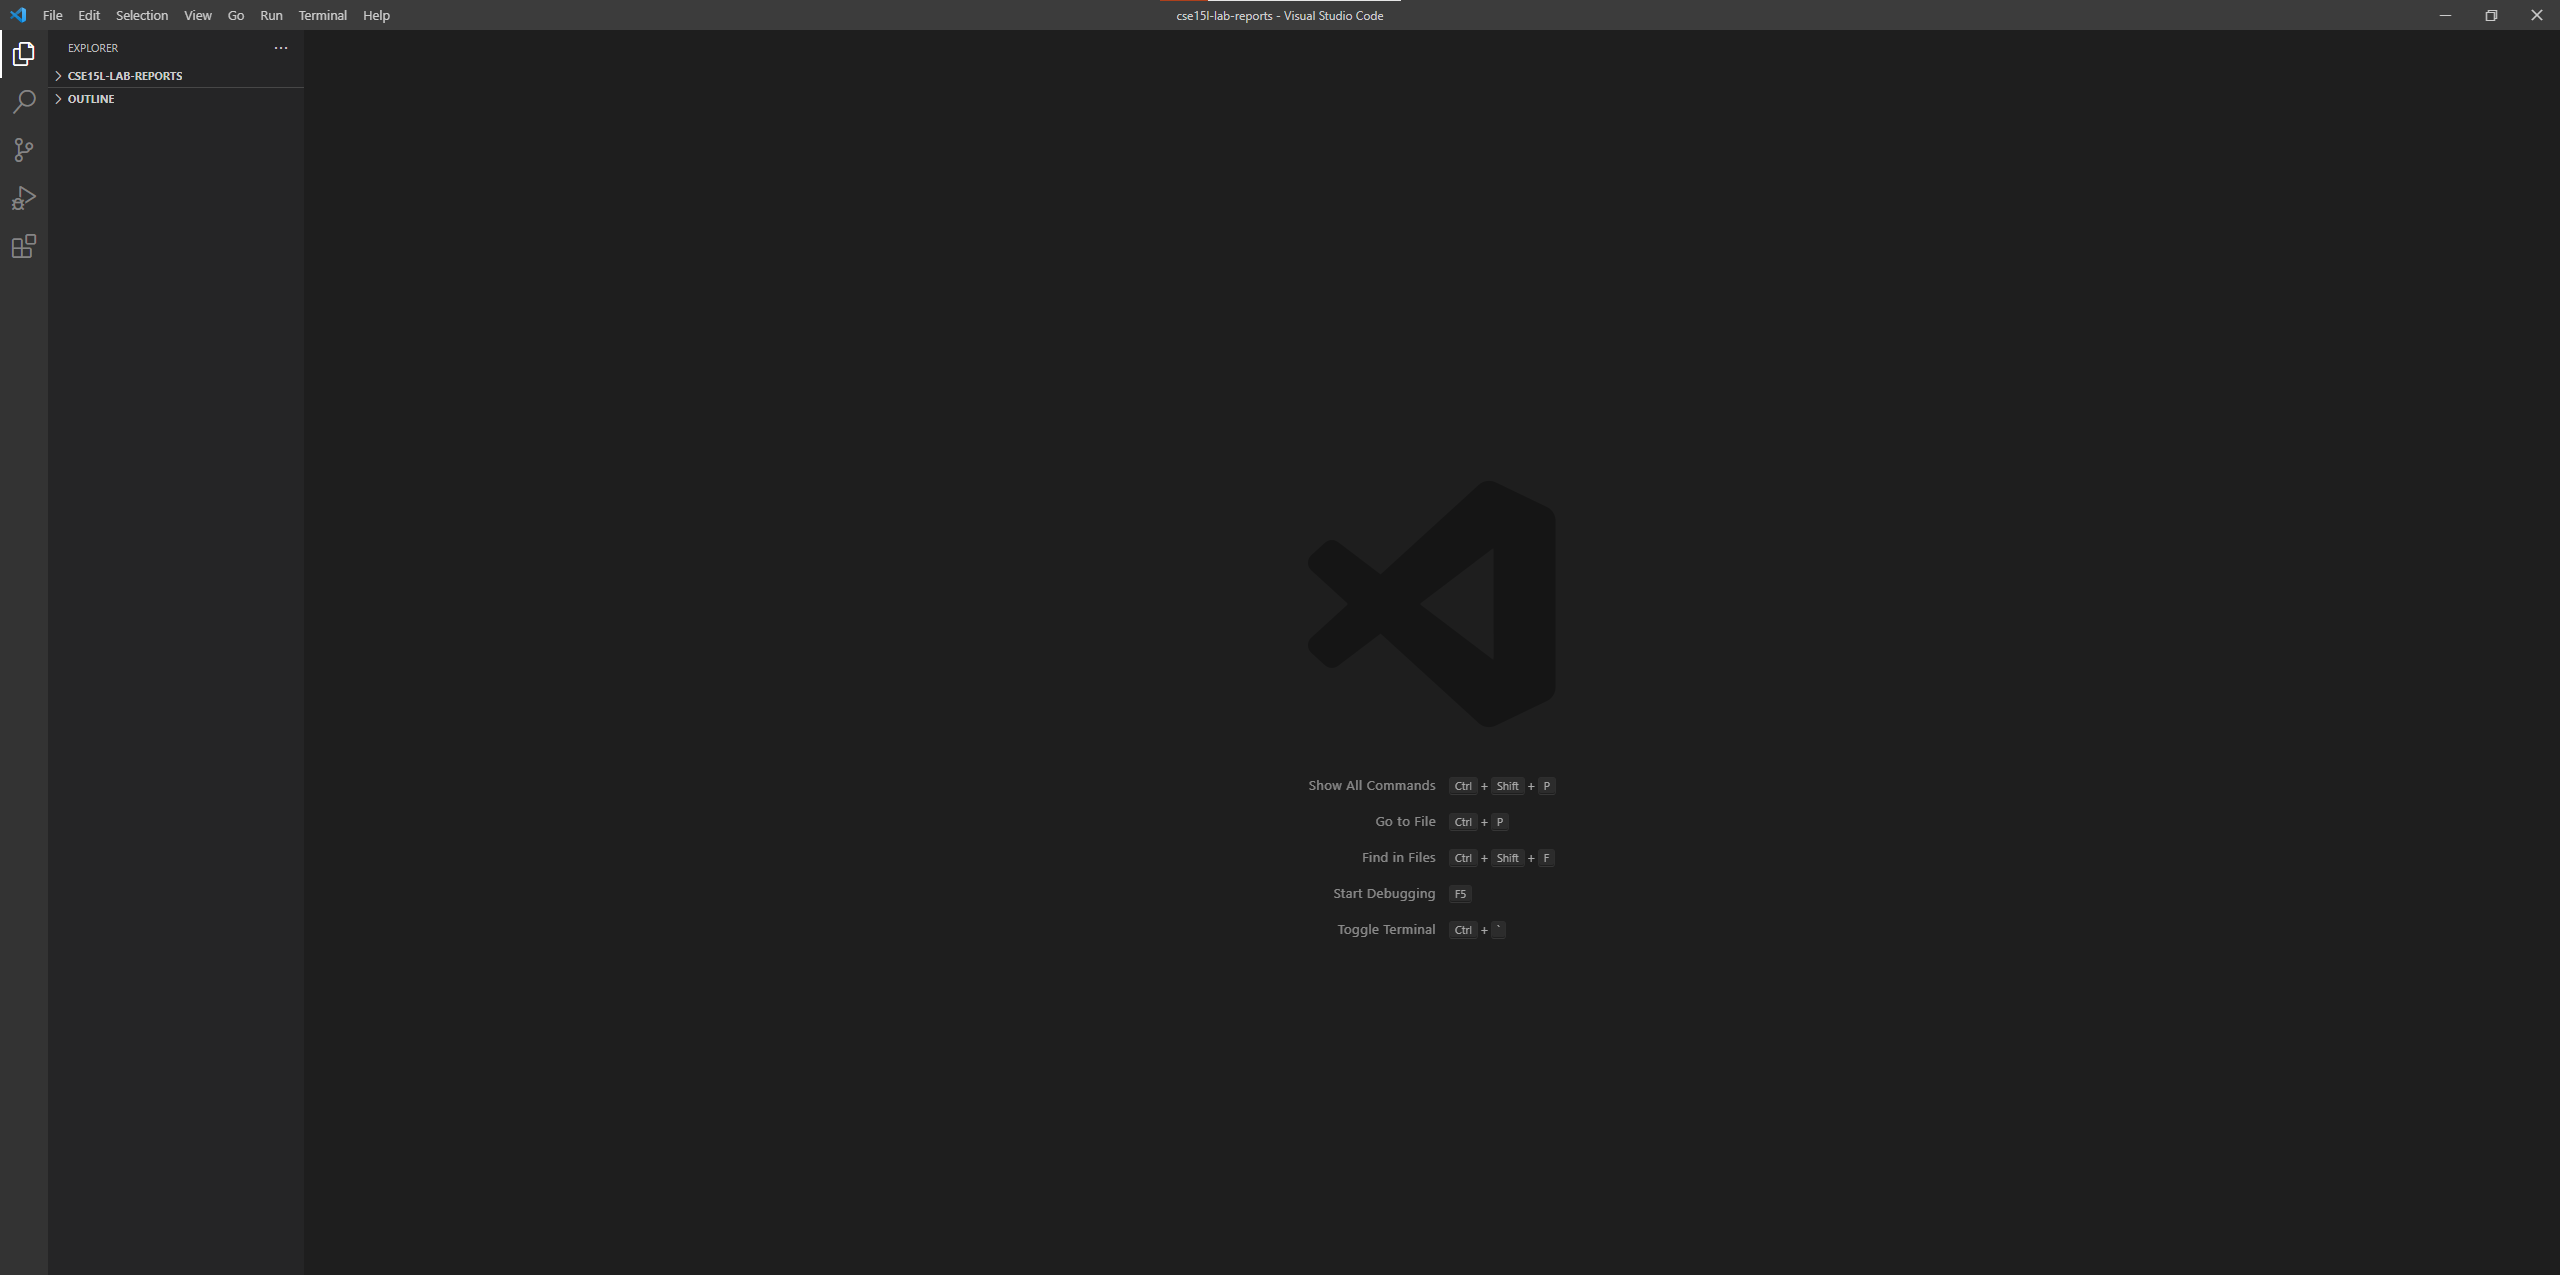 File Edit Selection View Go Run Terminal Help
cse15l-lab-reports - Visual Studio Code
EXPLORER
CSE15L-LAB-REPORTS
OUTLINE
Show All Commands Ctrl + Shift + P
Go to File Ctrl + P
Find in Files Ctrl + Shift + F
Start Debugging F5
Toggle Terminal Ctrl + `